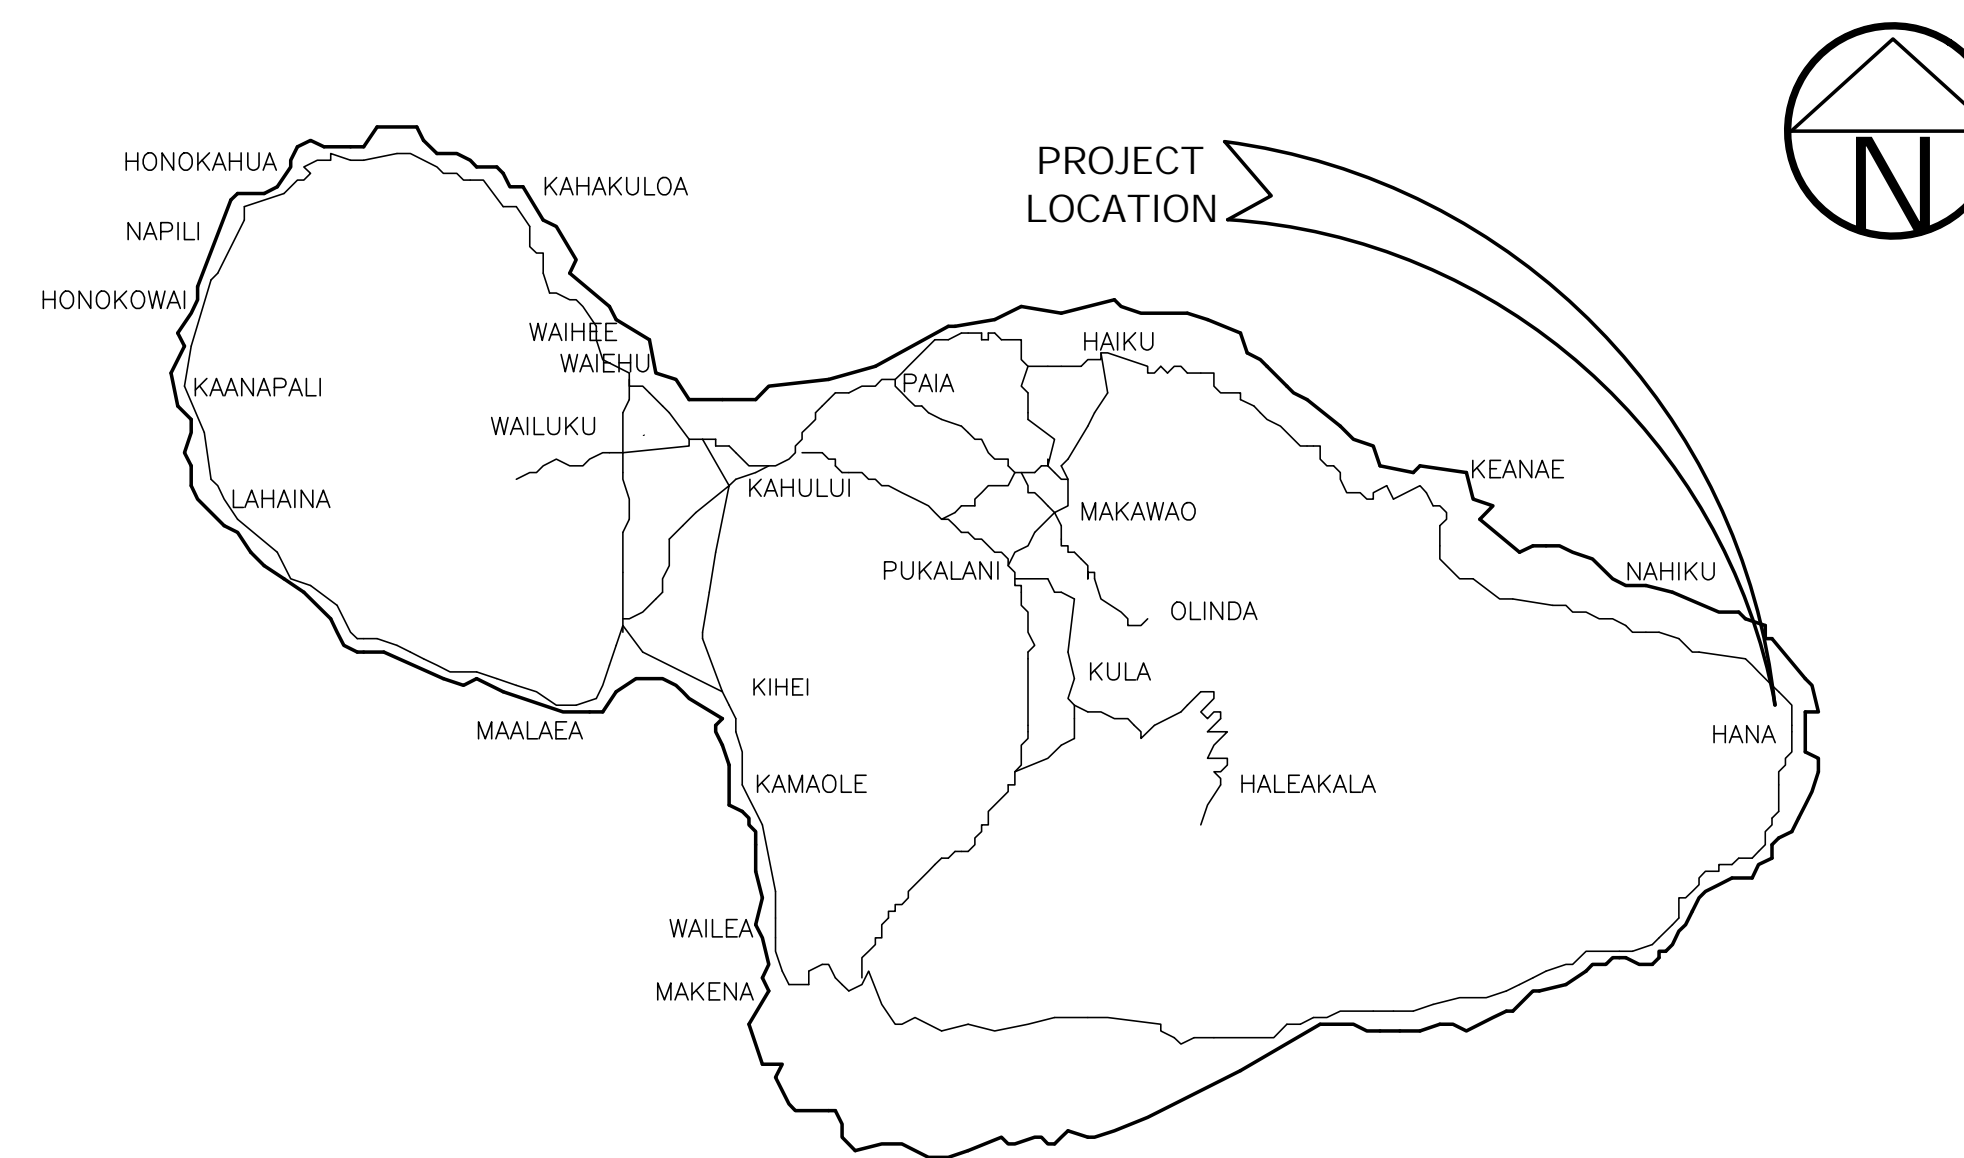 HONOKAHUA
KAHAKULOA
PROJECT
LOCATION
N
NAPILI
HONOKOWAI
WAIHEE
WAIEHU
HAIKU
KAANAPALI
PAIA
WAILUKU
KEANAE
LAHAINA
KAHULUI
MAKAWAO
PUKALANI
NAHIKU
OLINDA
KULA
KIHEI
MAALAEA
HANA
KAMAOLE
HALEAKALA
WAILEA
MAKENA